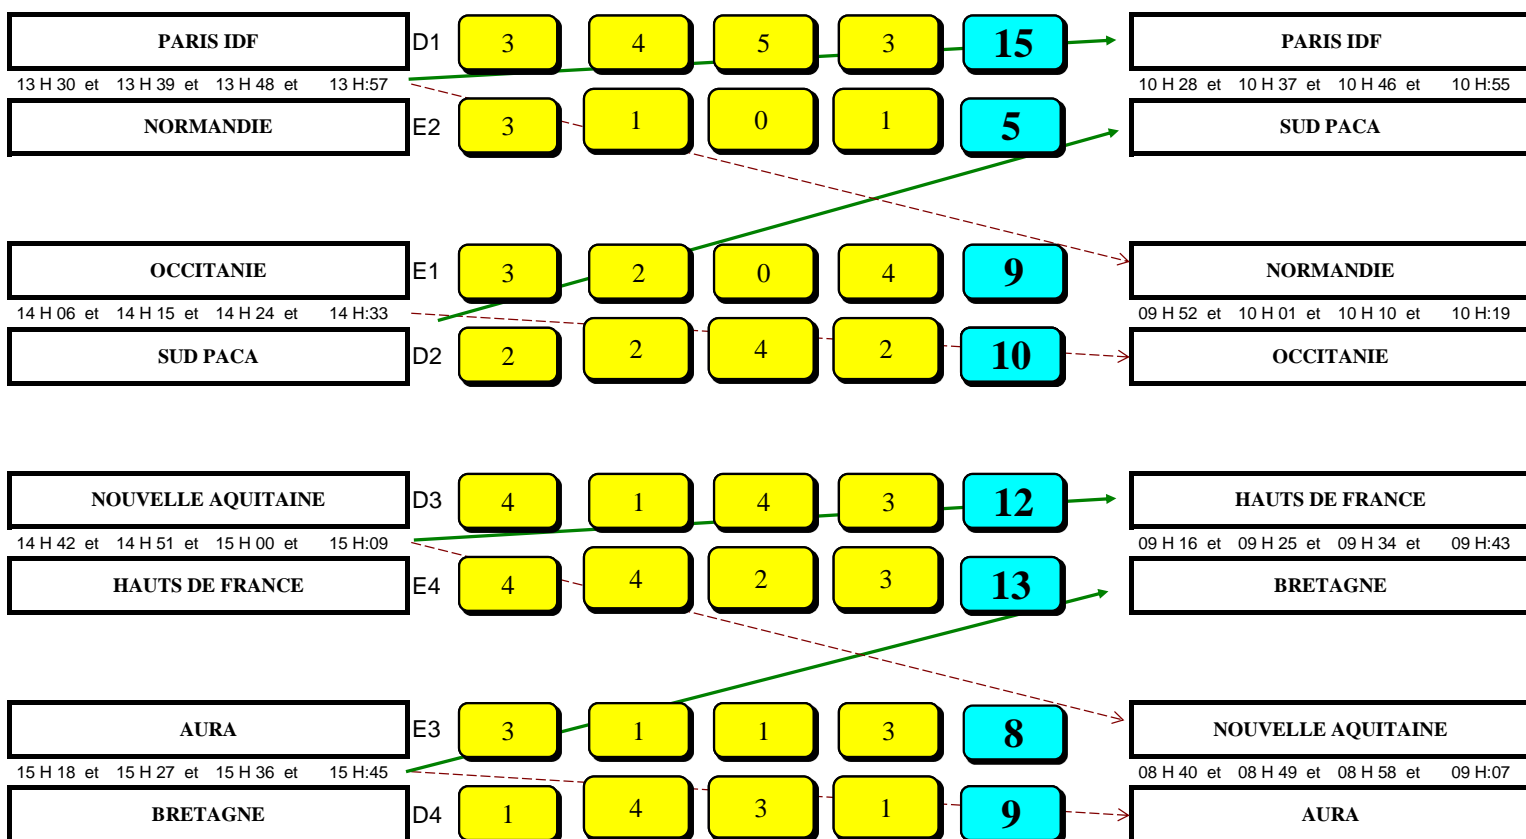 PARIS IDF D1 3 4 5 3 15 PARIS IDF
13 H 30 et 13 H 39 et 13 H 48 et 13 H:57 10 H 28 et 10 H 37 et 10 H 46 et 10 H:55
NORMANDIE E2 3 1 0 1 5 SUD PACA
OCCITANIE E1 3 2 0 4 9 NORMANDIE
14 H 06 et 14 H 15 et 14 H 24 et 14 H:33 09 H 52 et 10 H 01 et 10 H 10 et 10 H:19
SUD PACA D2 2 2 4 2 10 OCCITANIE
NOUVELLE AQUITAINE D3 4 1 4 3 12 HAUTS DE FRANCE
14 H 42 et 14 H 51 et 15 H 00 et 15 H:09 09 H 16 et 09 H 25 et 09 H 34 et 09 H:43
HAUTS DE FRANCE E4 4 4 2 3 13 BRETAGNE
AURA E3 3 1 1 3 8 NOUVELLE AQUITAINE
15 H 18 et 15 H 27 et 15 H 36 et 15 H:45 08 H 40 et 08 H 49 et 08 H 58 et 09 H:07
BRETAGNE D4 1 4 3 1 9 AURA